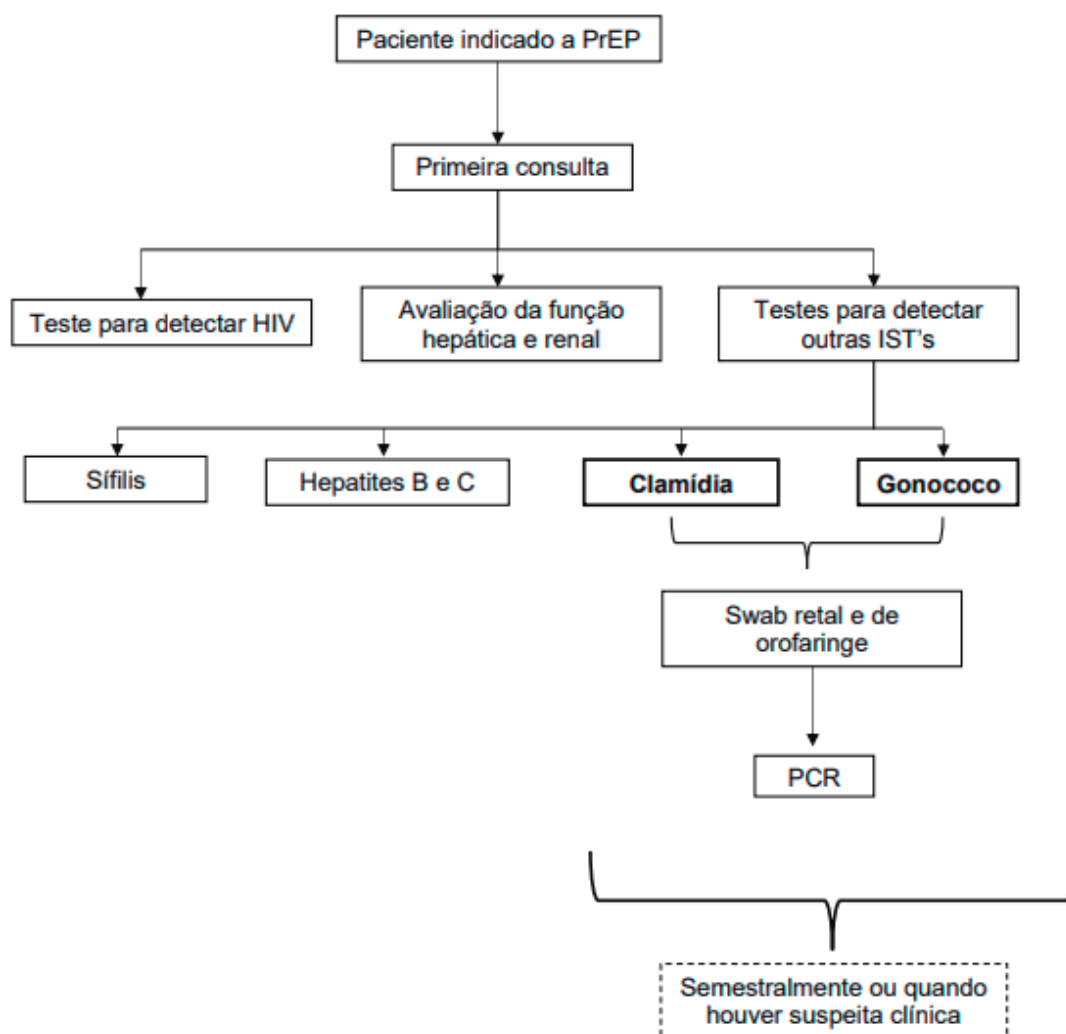 Paciente indicado a PrEP
Primeira consulta
Teste para detectar HIV
Avaliação da função
hepática e renal
Testes para detectar
outras IST's
Sífilis
Hepatites B e C
Clamídia
Gonococo
Swab retal e de
orofaringe
PCR
Semestralmente ou quando
houver suspeita clínica